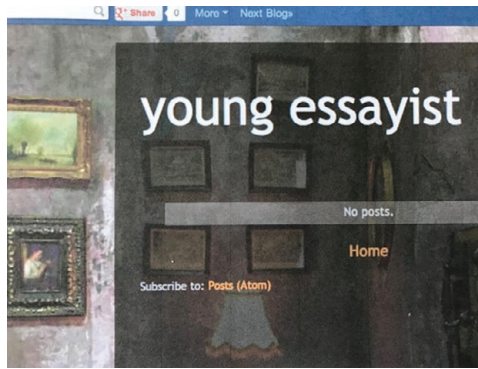 g+ Share 0 More Next Blog»
young essayist
No posts.
Home
Subscribe to: Posts (Atom)